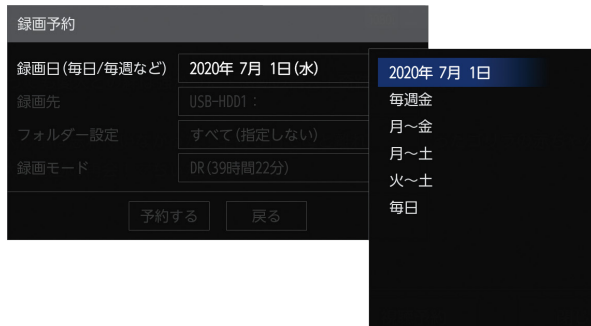 録画予約
録画日(毎日/毎週など) 2020年 7月 1日(水)
録画先 USB-HDD1:
フォルダー設定 すべて(指定しない)
録画モード DR(39時間22分)
予約する 戻る
2020年 7月 1日
毎週金
月〜金
月〜土
火〜土
毎日